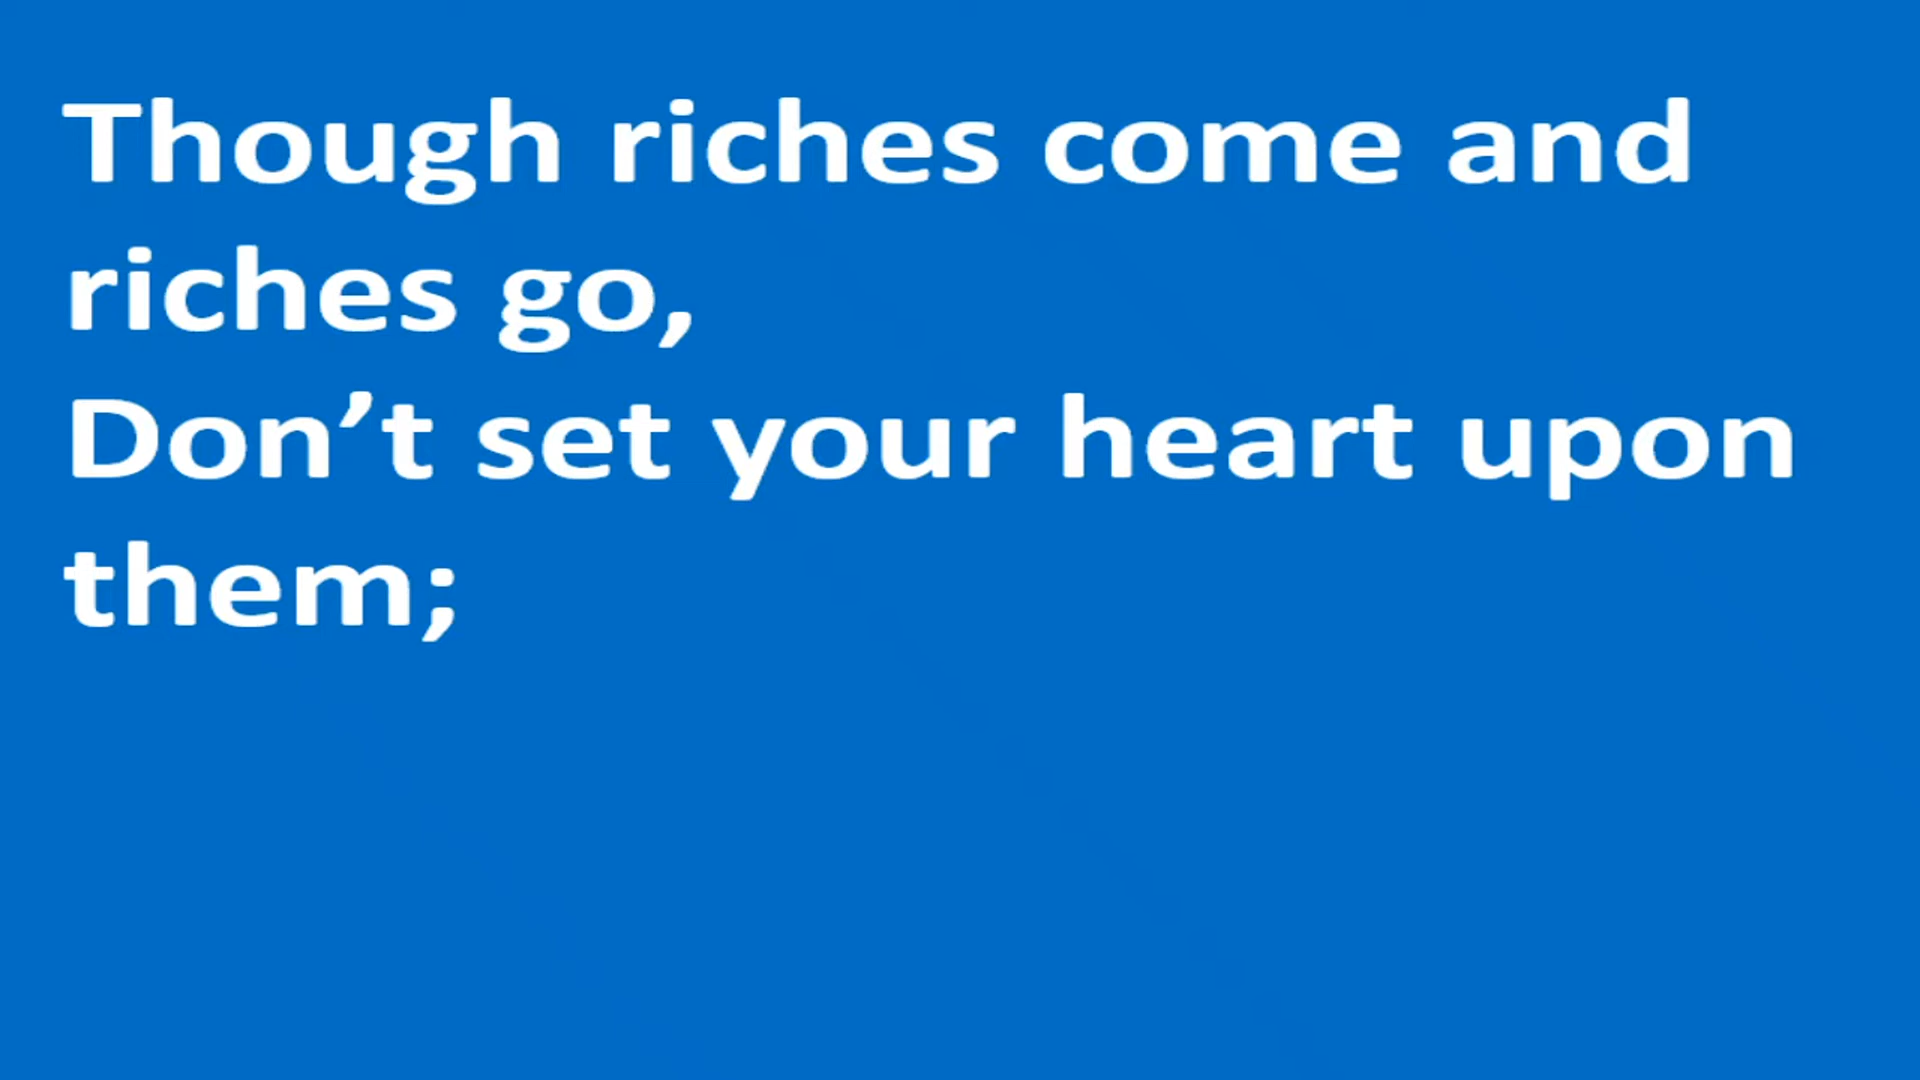 Though riches come and
riches go,
Don’t set your heart upon
them;